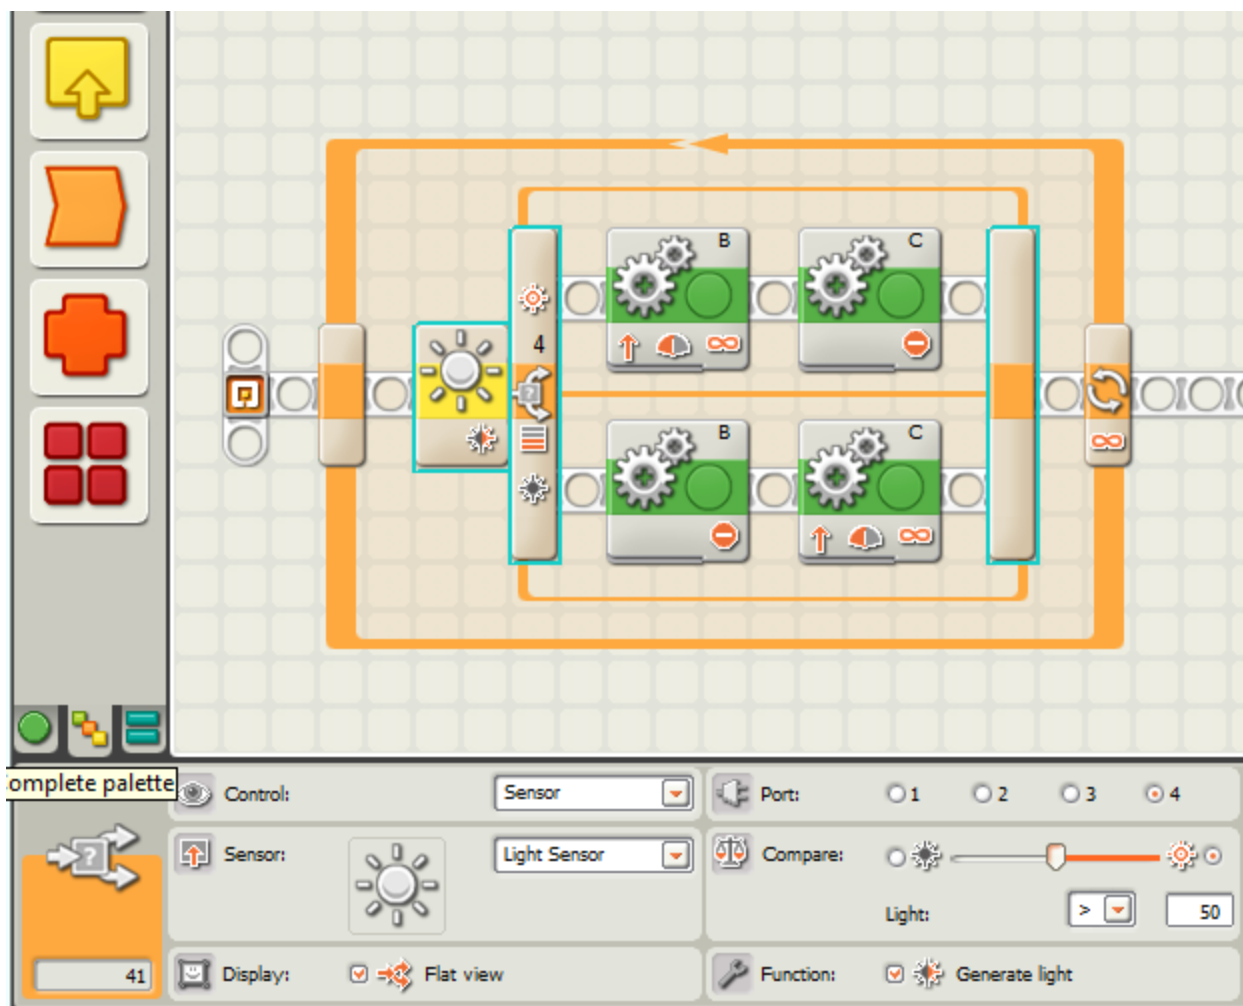 B
C
4
B
C
Complete palette
Control:
Sensor
Port:
1
2
3
4
Sensor:
Light Sensor
Compare:
Light:
>
50
41
Display:
Flat view
Function:
Generate light